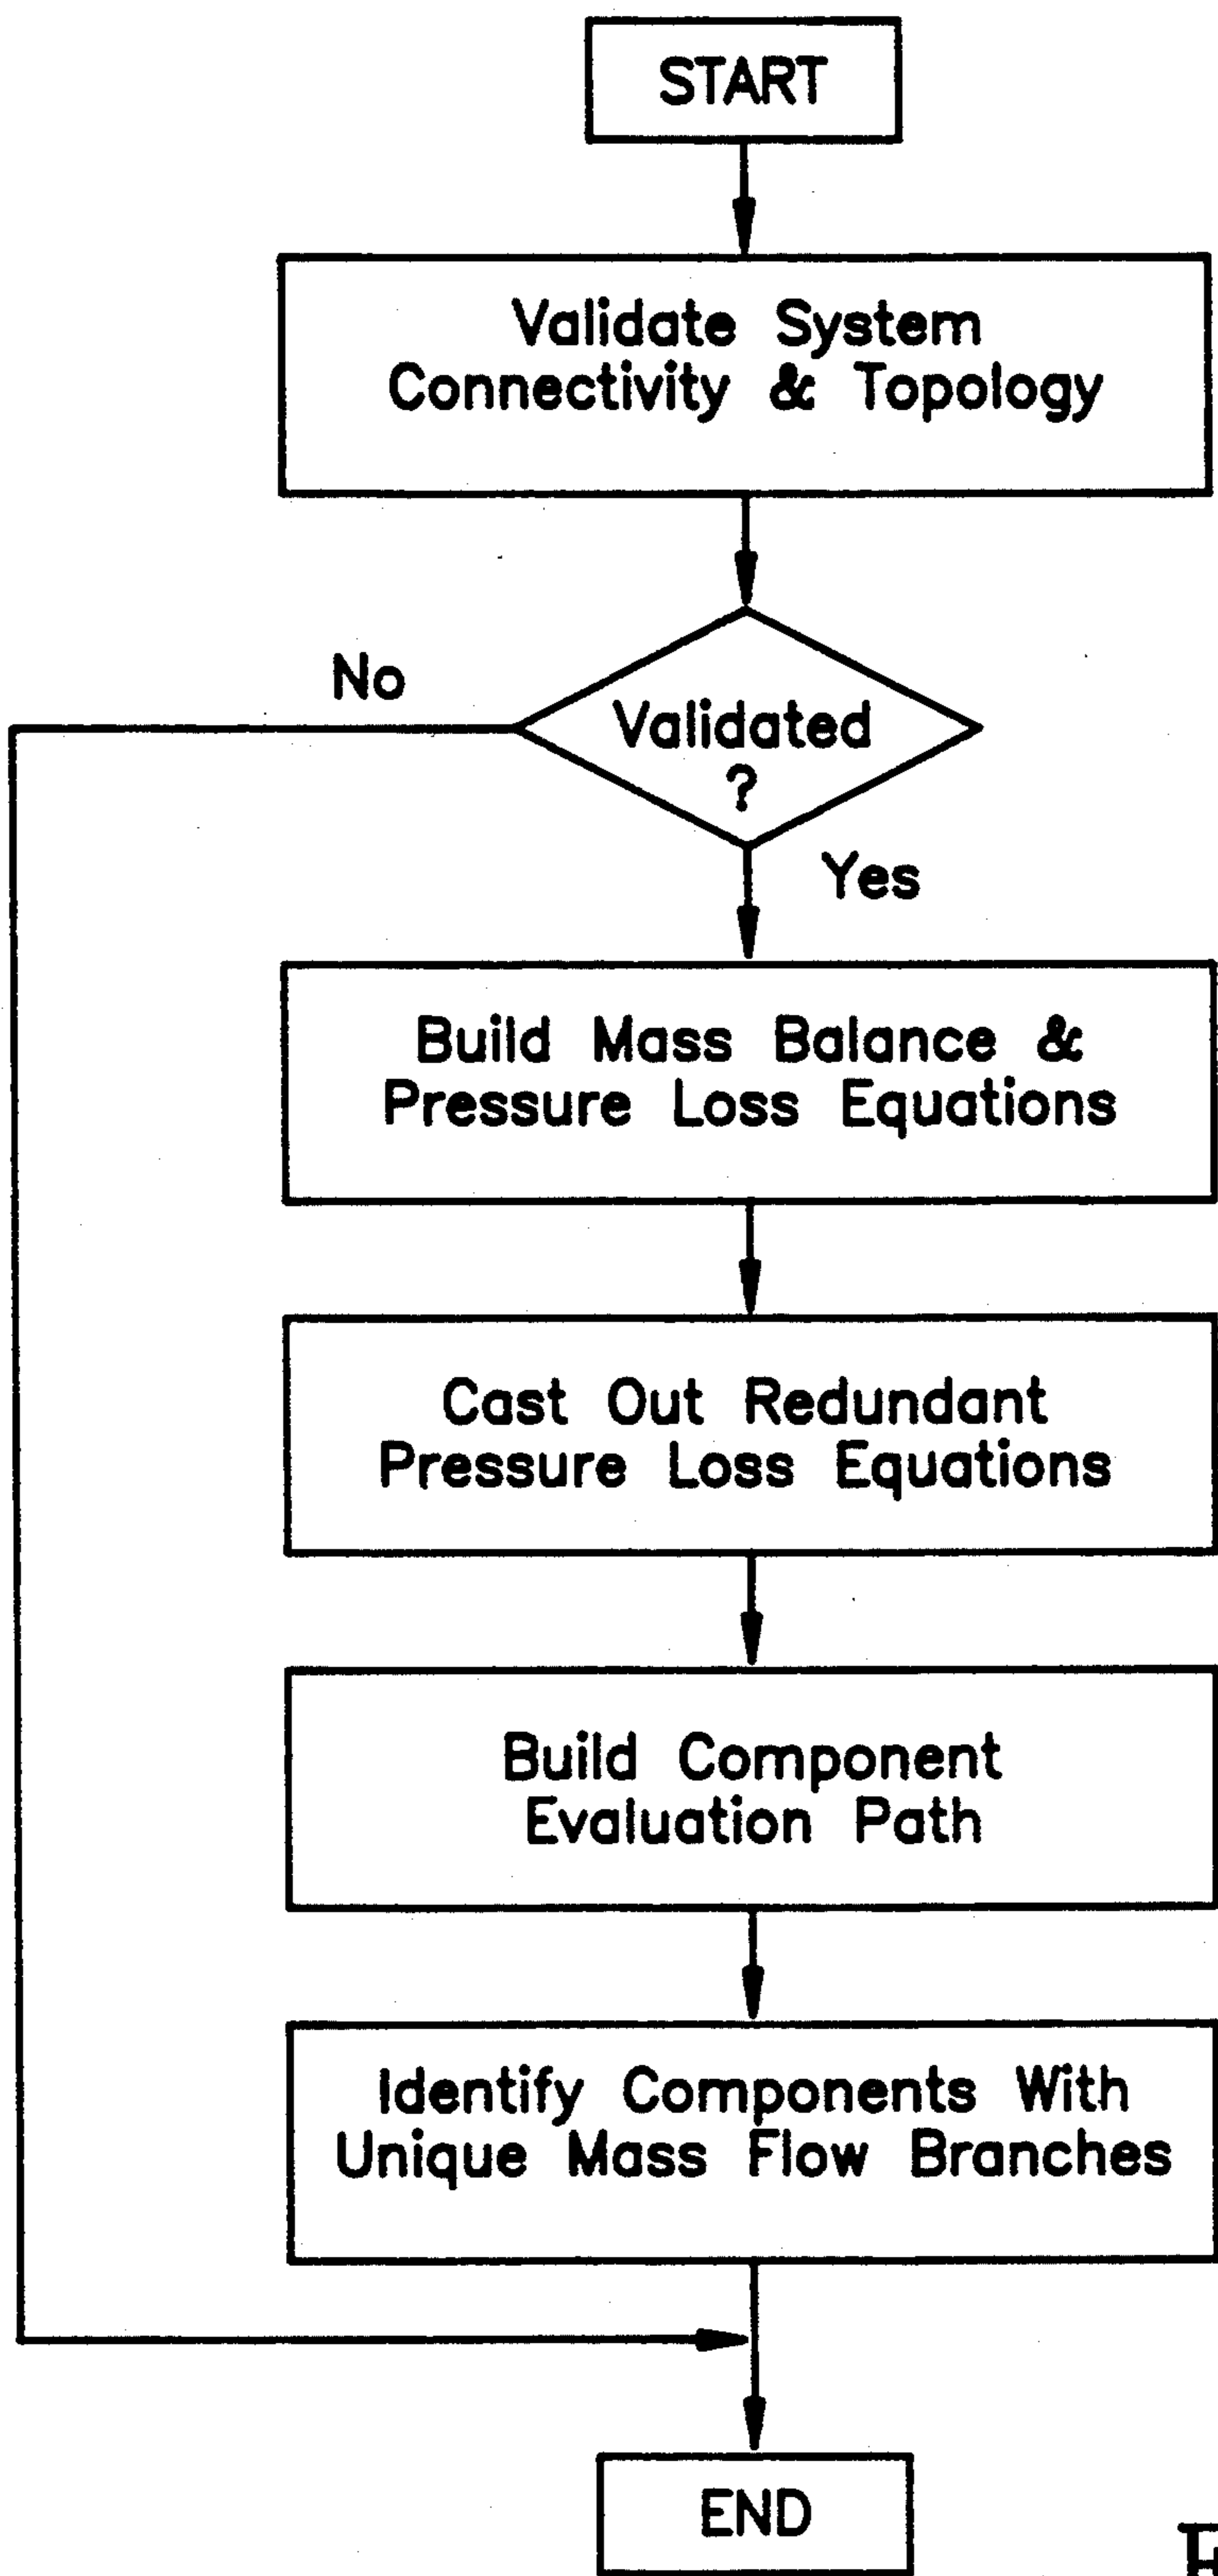 START
Validate System
Connectivity & Topology
No
Validated
?
Yes
Build Mass Balance &
Pressure Loss Equations
Cast Out Redundant
Pressure Loss Equations
Build Component
Evaluation Path
Identify Components With
Unique Mass Flow Branches
END